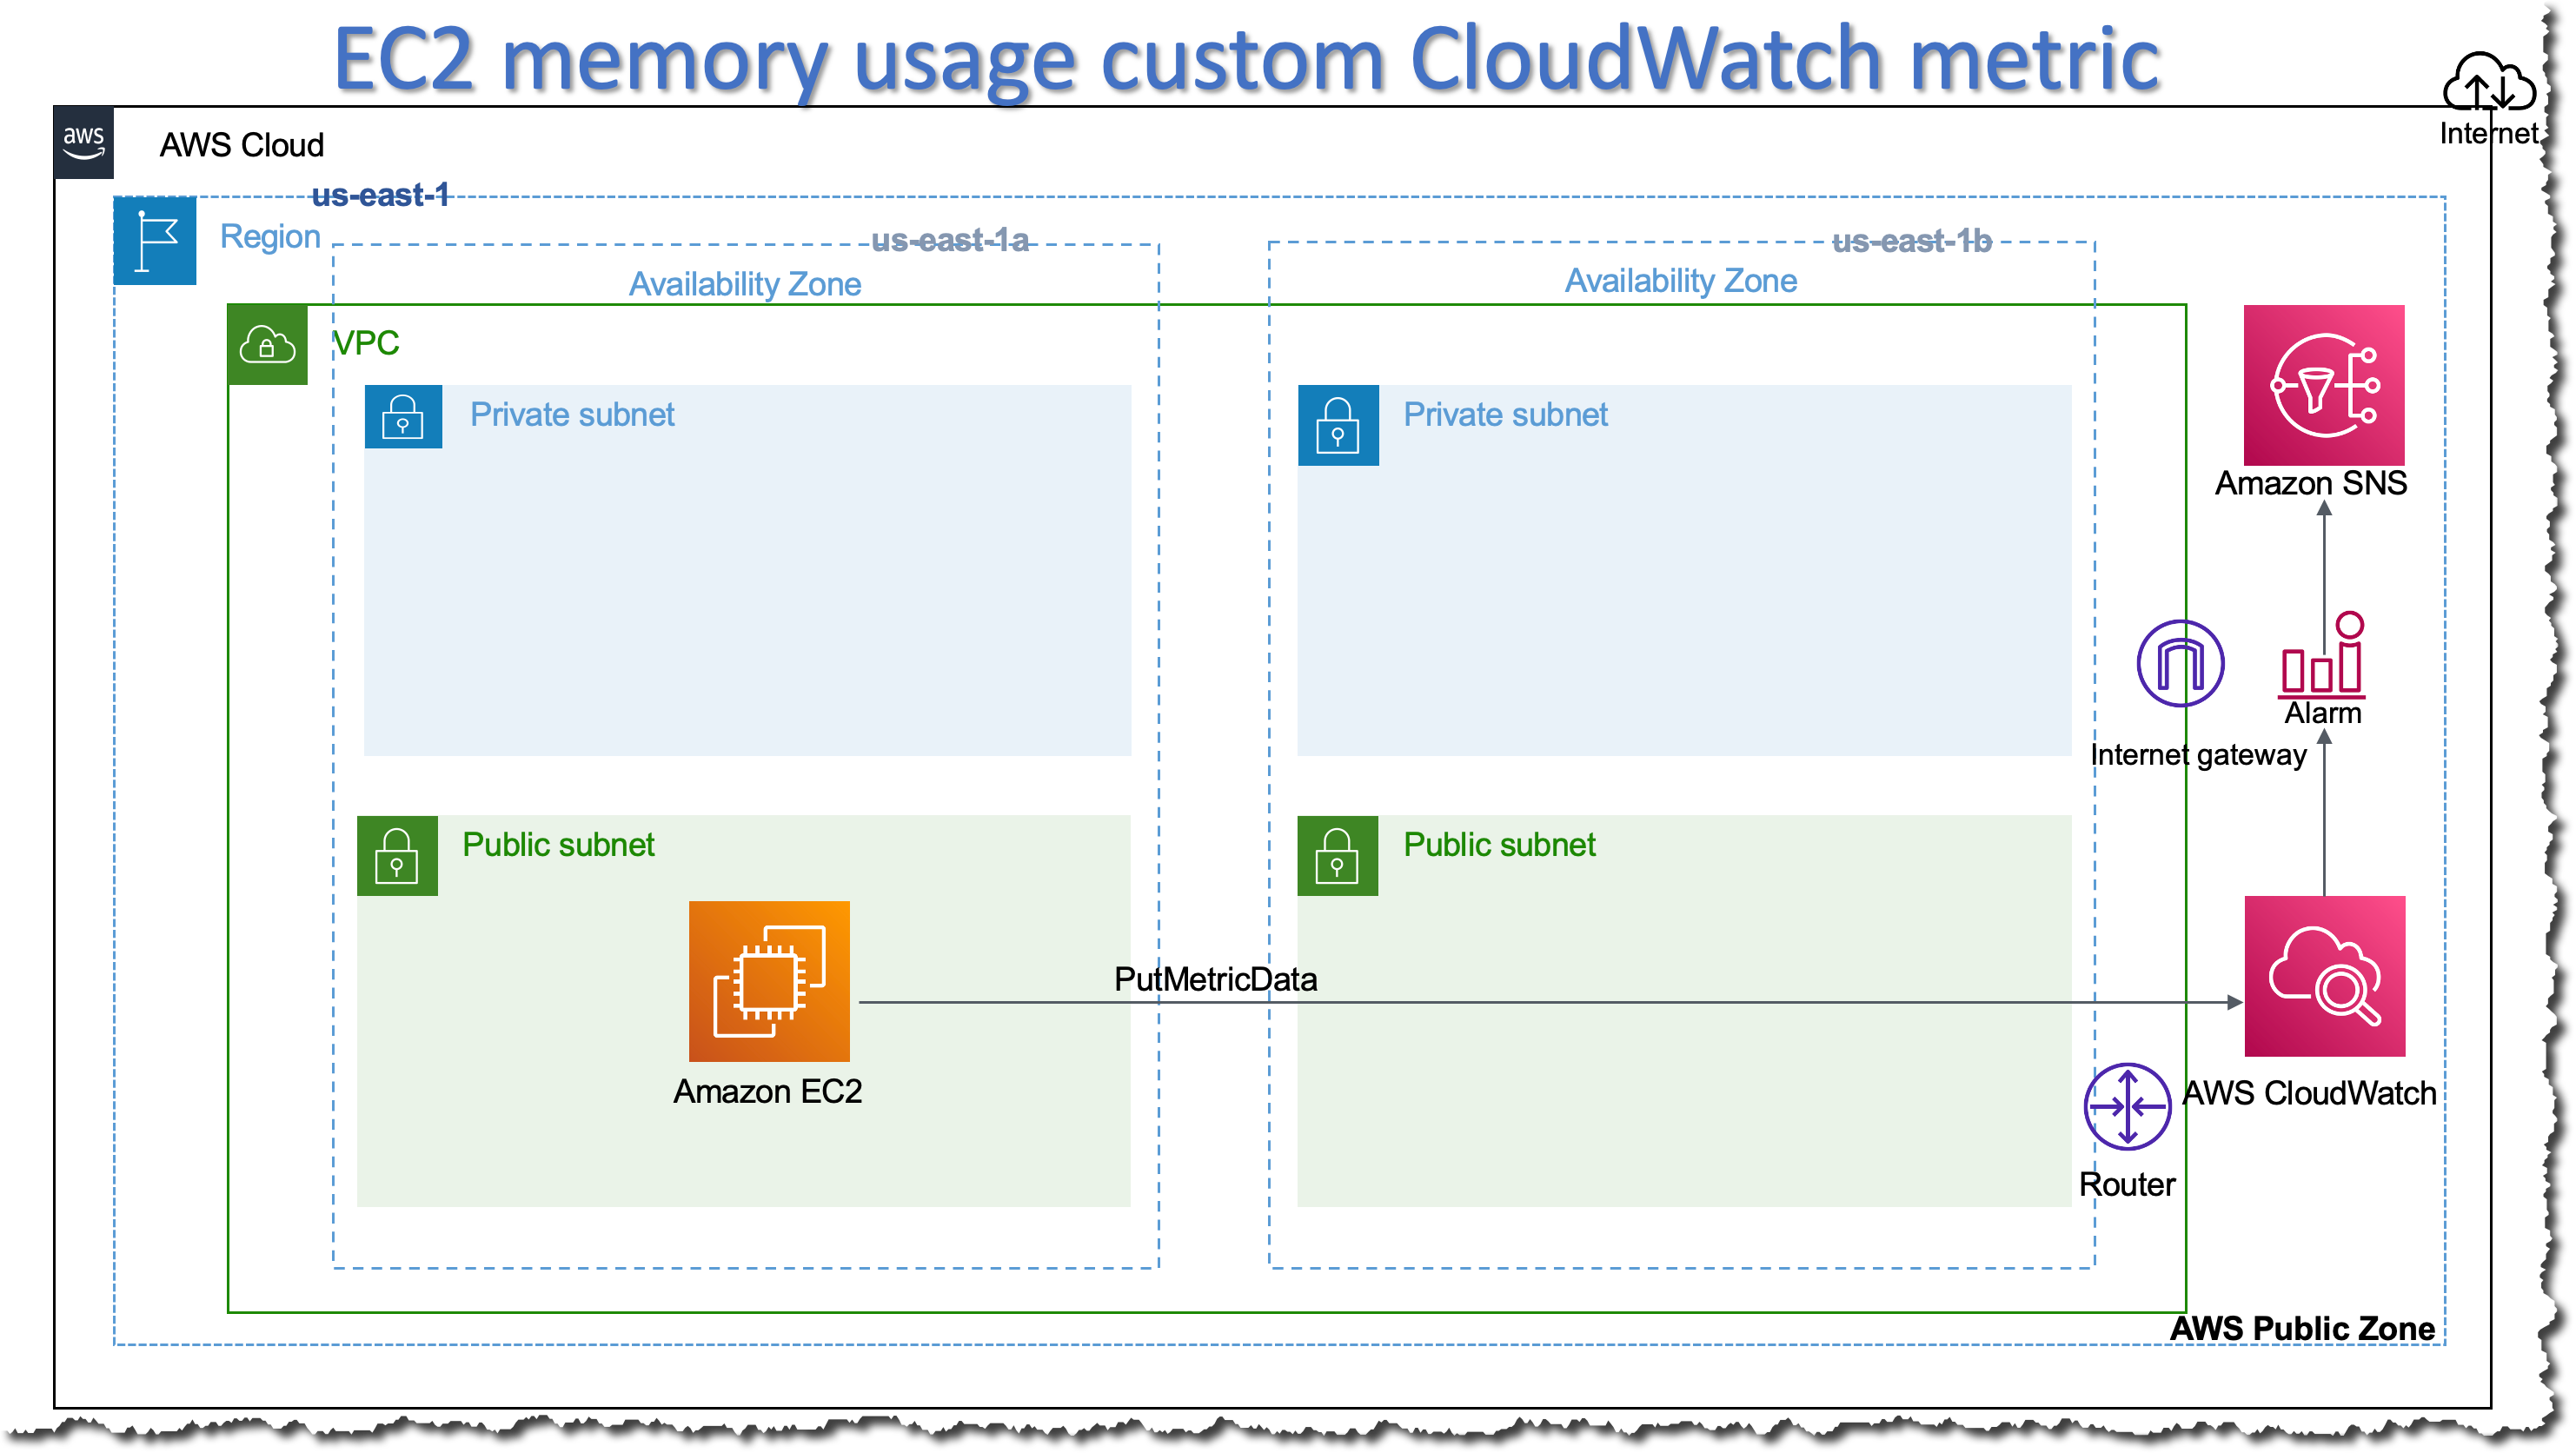 EC2 memory usage custom CloudWatch metric
Internet
aws
AWS Cloud
us-east-1
Region
us-east-1a
us-east-1b
Availability Zone
Availability Zone
VPC
Private subnet
Private subnet
Amazon SNS
Alarm
Internet gateway
Public subnet
Public subnet
PutMetricData
Amazon EC2
AWS CloudWatch
Router
AWS Public Zone